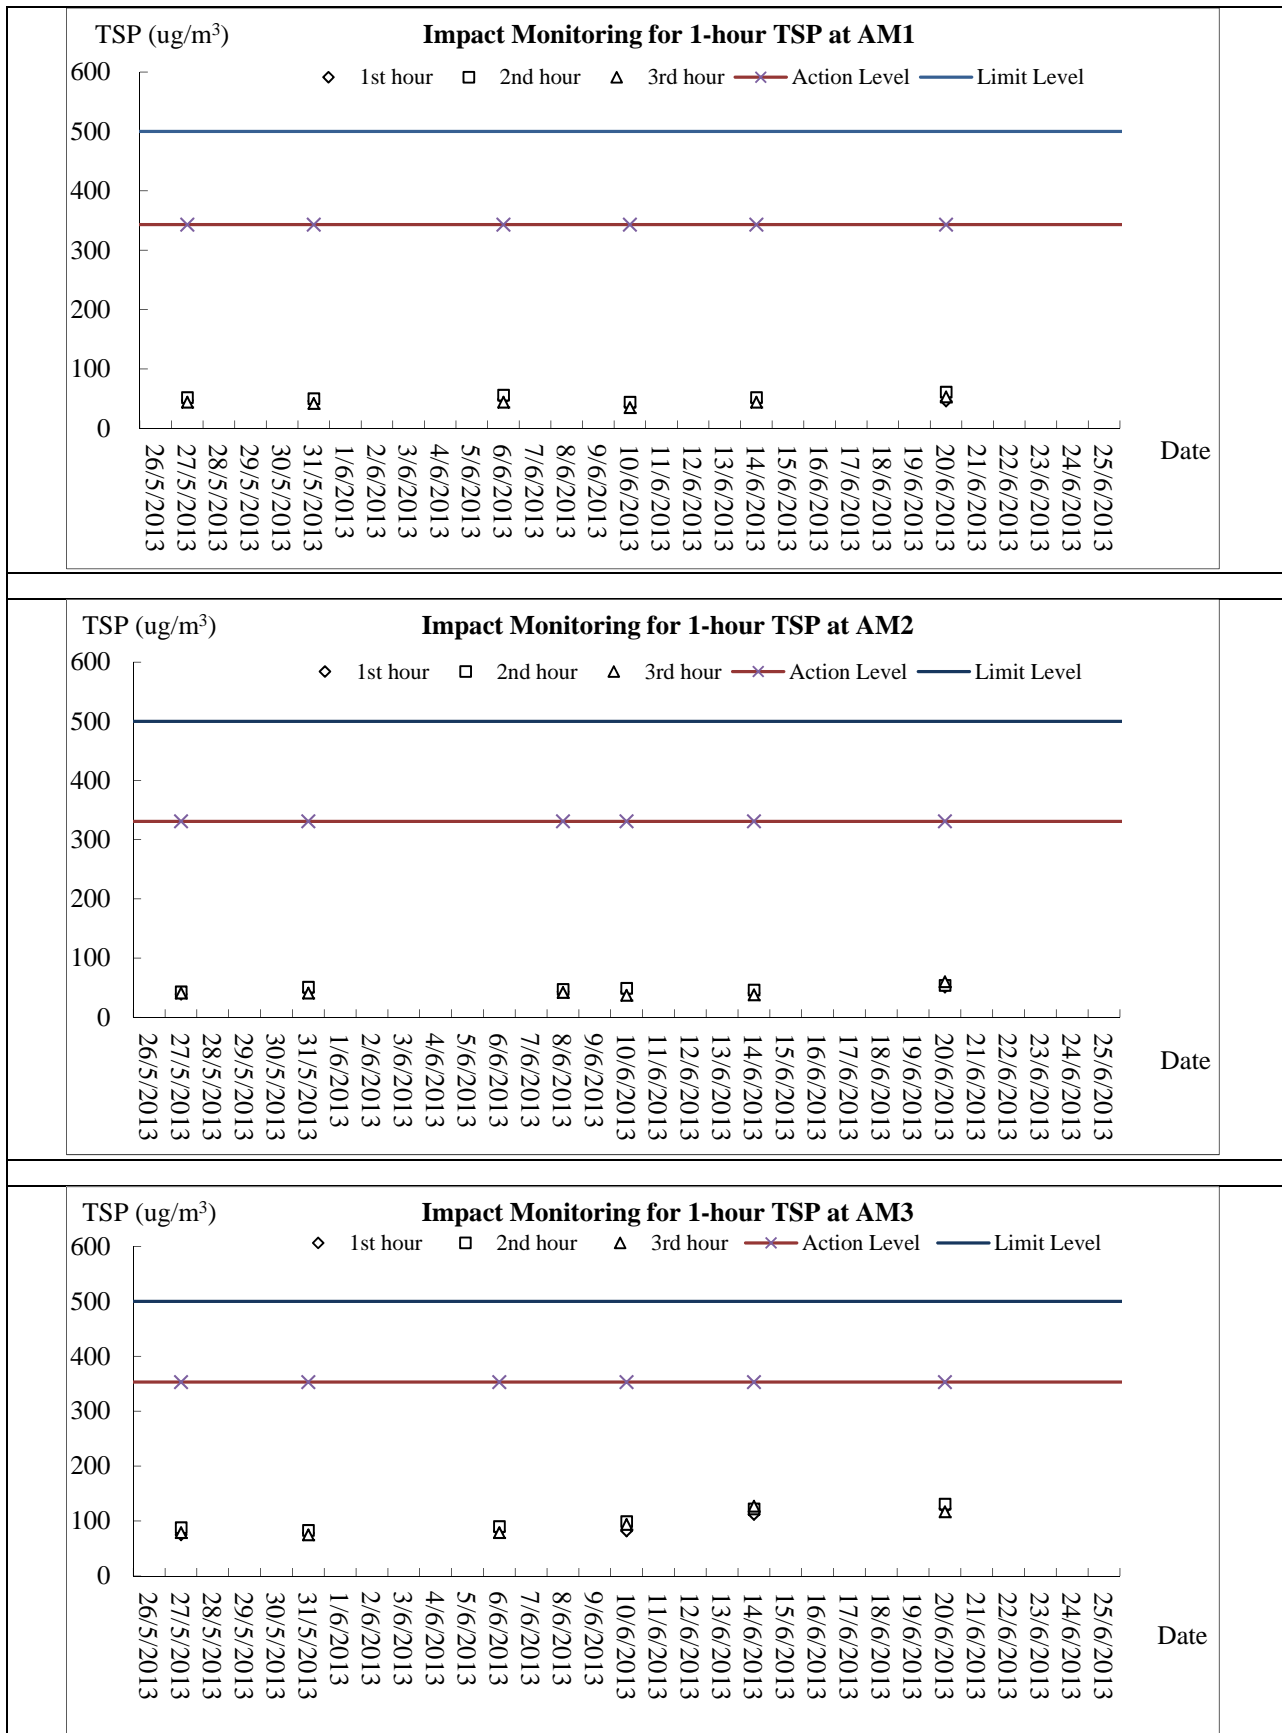 TSP (ug/m³) Impact Monitoring for 1-hour TSP at AM1
1st hour 2nd hour 3rd hour Action Level Limit Level
600
500
400
300
200
100
0
26/5/2013 27/5/2013 28/5/2013 29/5/2013 30/5/2013 31/5/2013 1/6/2013 2/6/2013 3/6/2013 4/6/2013 5/6/2013 6/6/2013 7/6/2013 8/6/2013 9/6/2013 10/6/2013 11/6/2013 12/6/2013 13/6/2013 14/6/2013 15/6/2013 16/6/2013 17/6/2013 18/6/2013 19/6/2013 20/6/2013 21/6/2013 22/6/2013 23/6/2013 24/6/2013 25/6/2013
Date
TSP (ug/m³) Impact Monitoring for 1-hour TSP at AM2
1st hour 2nd hour 3rd hour Action Level Limit Level
600
500
400
300
200
100
0
26/5/2013 27/5/2013 28/5/2013 29/5/2013 30/5/2013 31/5/2013 1/6/2013 2/6/2013 3/6/2013 4/6/2013 5/6/2013 6/6/2013 7/6/2013 8/6/2013 9/6/2013 10/6/2013 11/6/2013 12/6/2013 13/6/2013 14/6/2013 15/6/2013 16/6/2013 17/6/2013 18/6/2013 19/6/2013 20/6/2013 21/6/2013 22/6/2013 23/6/2013 24/6/2013 25/6/2013
Date
TSP (ug/m³) Impact Monitoring for 1-hour TSP at AM3
1st hour 2nd hour 3rd hour Action Level Limit Level
600
500
400
300
200
100
0
26/5/2013 27/5/2013 28/5/2013 29/5/2013 30/5/2013 31/5/2013 1/6/2013 2/6/2013 3/6/2013 4/6/2013 5/6/2013 6/6/2013 7/6/2013 8/6/2013 9/6/2013 10/6/2013 11/6/2013 12/6/2013 13/6/2013 14/6/2013 15/6/2013 16/6/2013 17/6/2013 18/6/2013 19/6/2013 20/6/2013 21/6/2013 22/6/2013 23/6/2013 24/6/2013 25/6/2013
Date